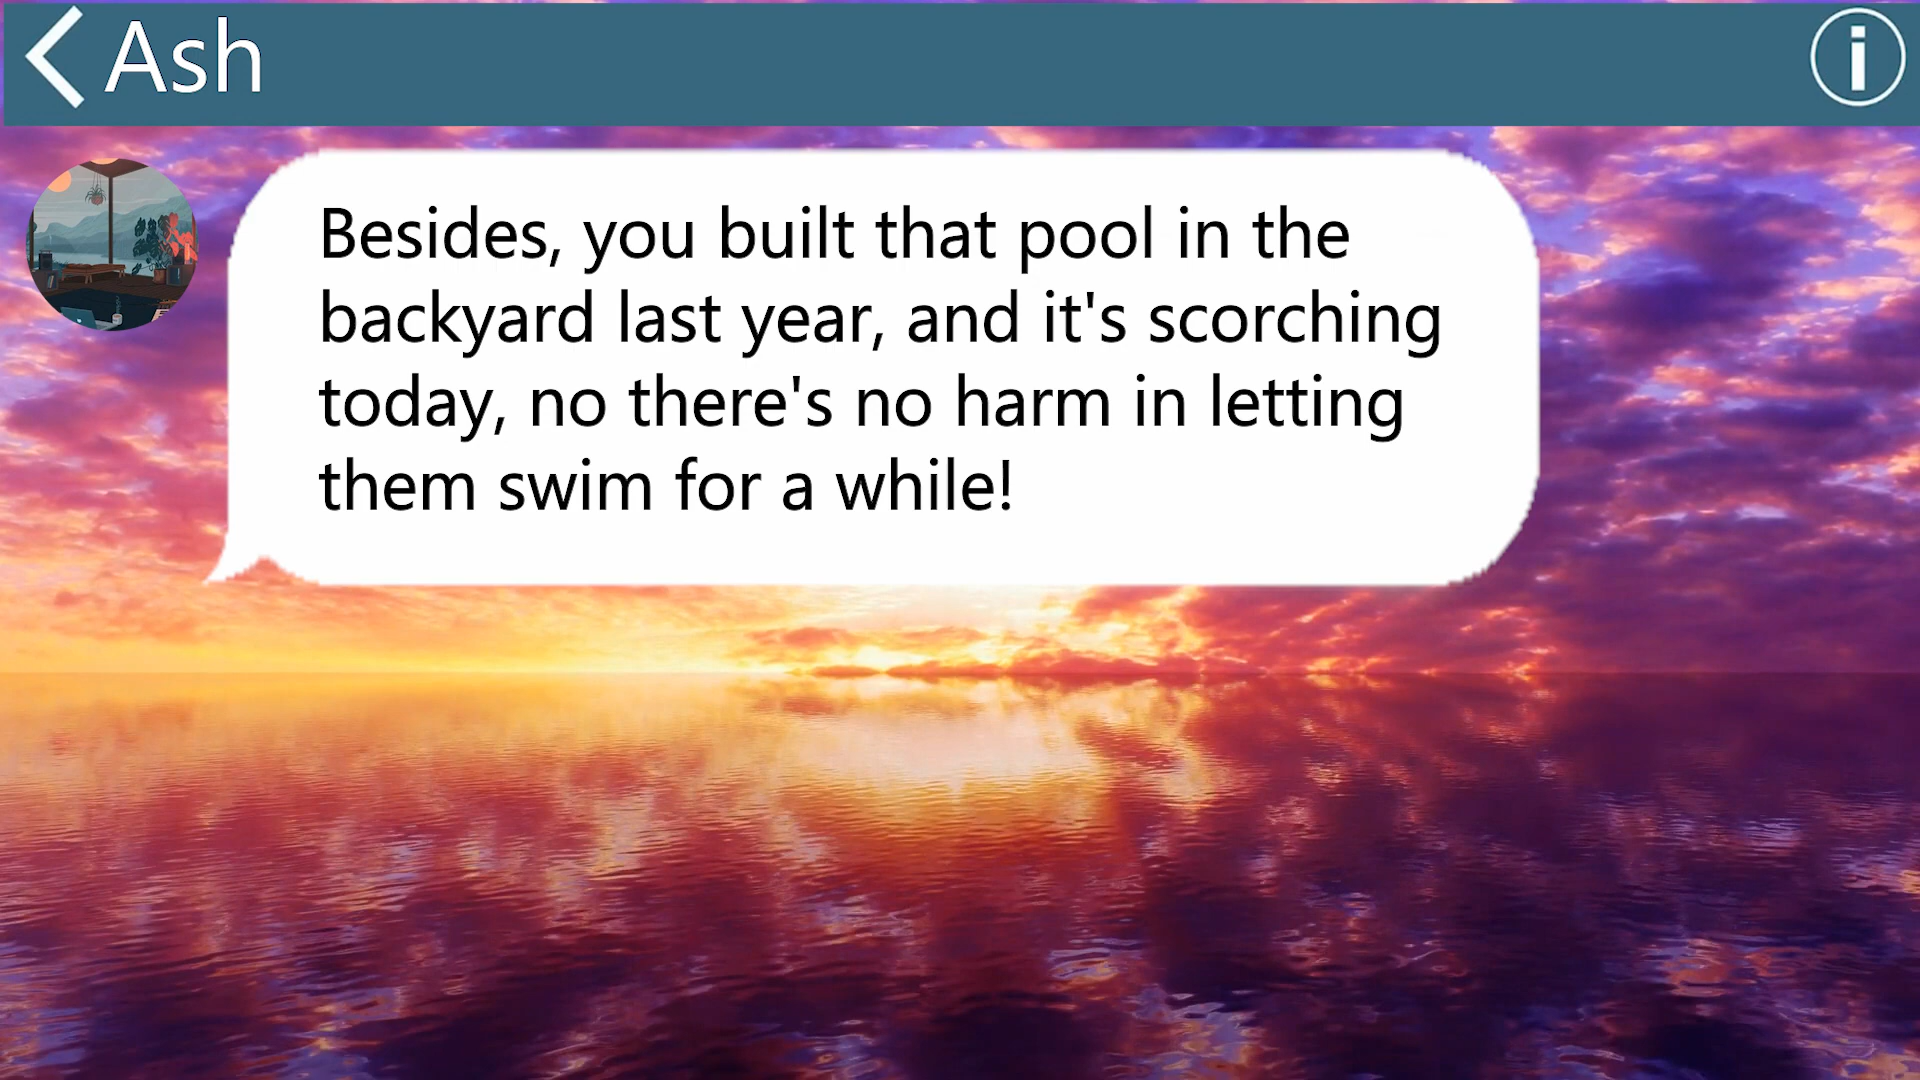 Ash
Besides, you built that pool in the
backyard last year, and it's scorching
today, no there's no harm in letting
them swim for a while!